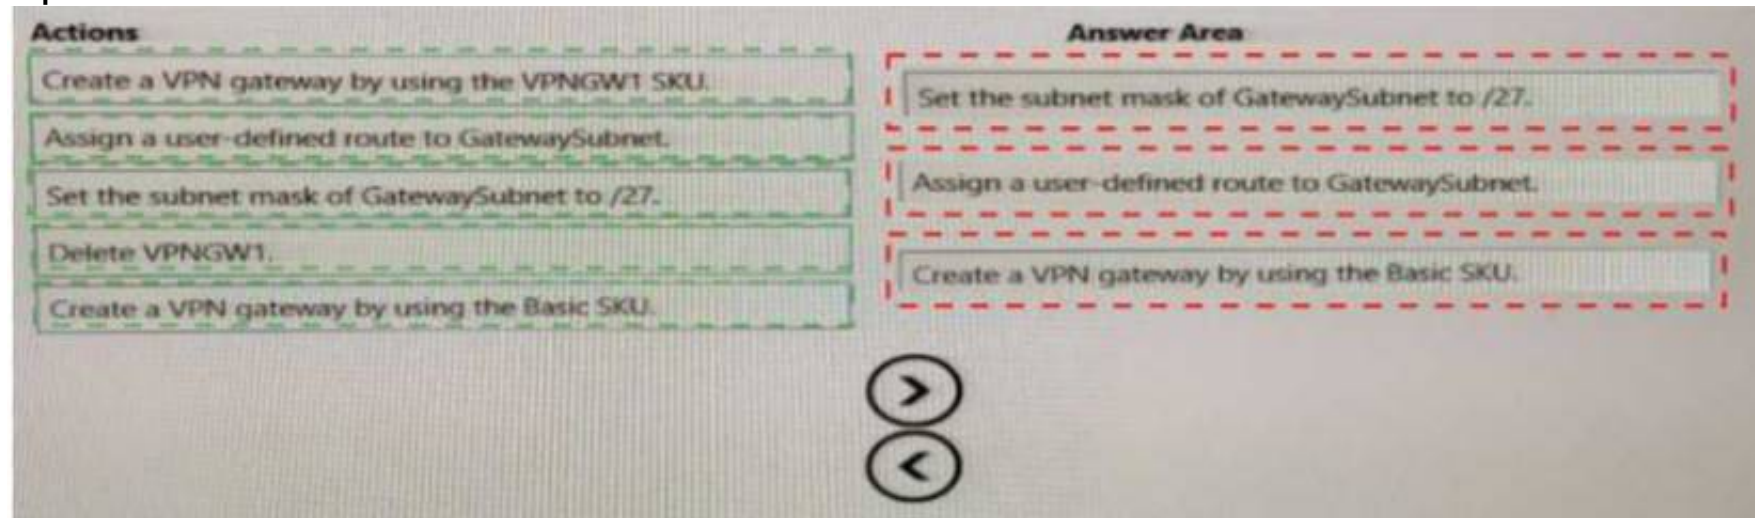 Actions
Create a VPN gateway by using the VPNGW1 SKU.
Assign a user-defined route to GatewaySubnet.
Set the subnet mask of GatewaySubnet to /27.
Delete VPNGW1.
Create a VPN gateway by using the Basic SKU.
Answer Area
Set the subnet mask of GatewaySubnet to /27.
Assign a user-defined route to GatewaySubnet.
Create a VPN gateway by using the Basic SKU.